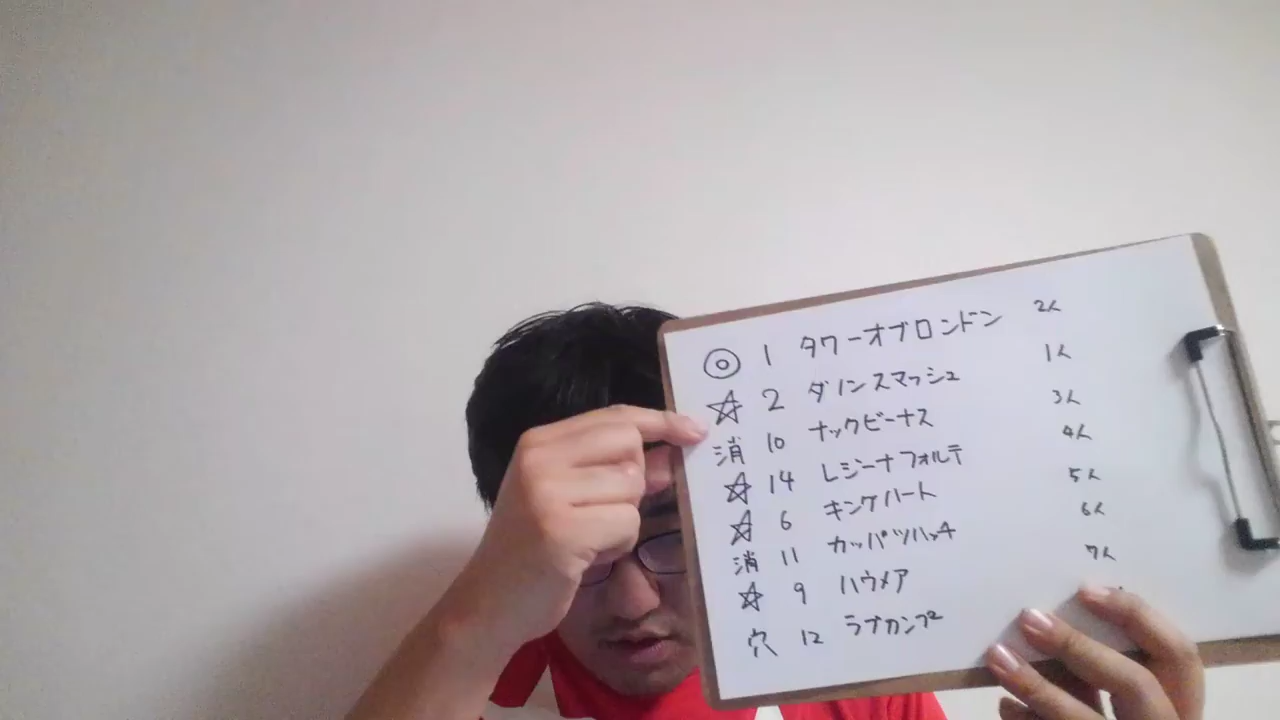 ◎ 1 タワーオブロンドン 2人
☆ 2 ダノンスマッシュ 1人
消 10 ナックビーナス 3人
☆ 14 レジーナフォルテ 4人
☆ 6 キングハート 5人
消 11 カッパツハッチ 6人
☆ 9 ハウメア 7人
穴 12 ラブカンプー